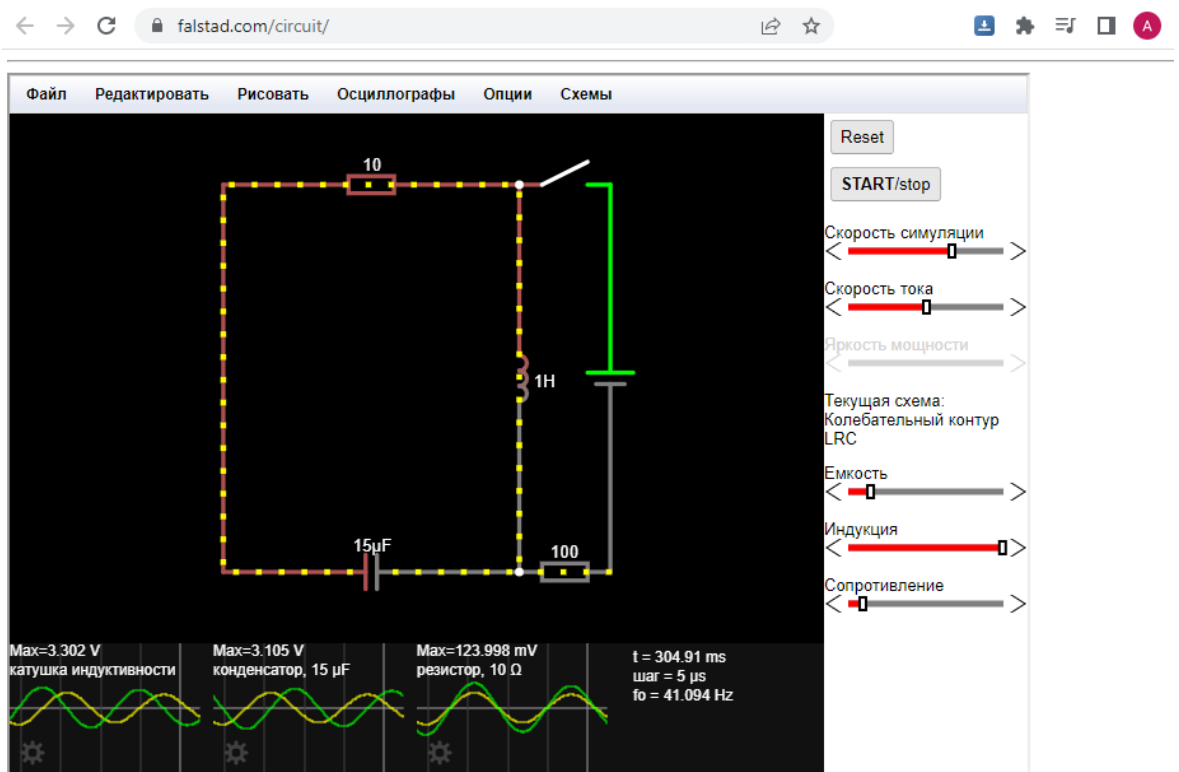 falstad.com/circuit/
A
Файл Редактировать Рисовать Осциллографы Опции Схемы
Reset
START/stop
Скорость симуляции
Скорость тока
Яркость мощности
Текущая схема:
Колебательный контур
LRC
Емкость
Индукция
Сопротивление
10
1H
15µF
100
Max=3.302 V
катушка индуктивности
Max=3.105 V
конденсатор, 15 µF
Max=123.998 mV
резистор, 10 Ω
t = 304.91 ms
шаг = 5 µs
fo = 41.094 Hz